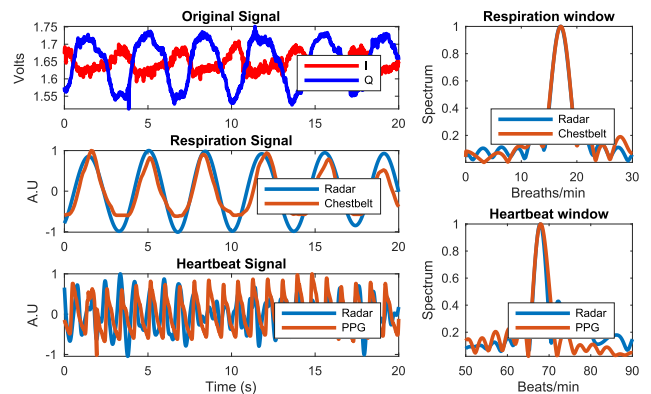 Original Signal
Volts
1.75
1.7
1.65
1.6
1.55
I
Q
0 5 10 15 20
Respiration Signal
A.U
1
0
-1
Radar
Chestbelt
0 5 10 15 20
Heartbeat Signal
A.U
1
0
-1
Radar
PPG
0 5 10 15 20
Time (s)
Respiration window
Spectrum
1
0.8
0.6
0.4
0.2
Radar
Chestbelt
0 10 20 30
Breaths/min
Heartbeat window
Spectrum
1
0.8
0.6
0.4
0.2
Radar
PPG
50 60 70 80 90
Beats/min